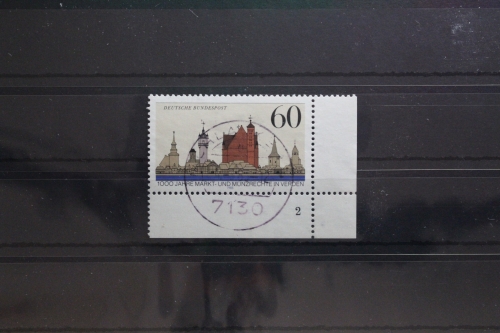 DEUTSCHE BUNDESPOST
60
1000 JAHRE MARKT- UND MÜNZRECHTE IN VERDEN
7130
2